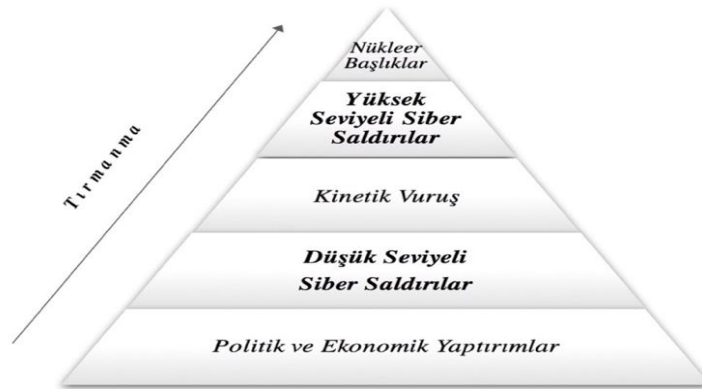 Nükleer
Başlıklar
Yüksek
Seviyeli Siber
Saldırılar
Tırmanma
Kinetik Vuruş
Düşük Seviyeli
Siber Saldırılar
Politik ve Ekonomik Yaptırımlar